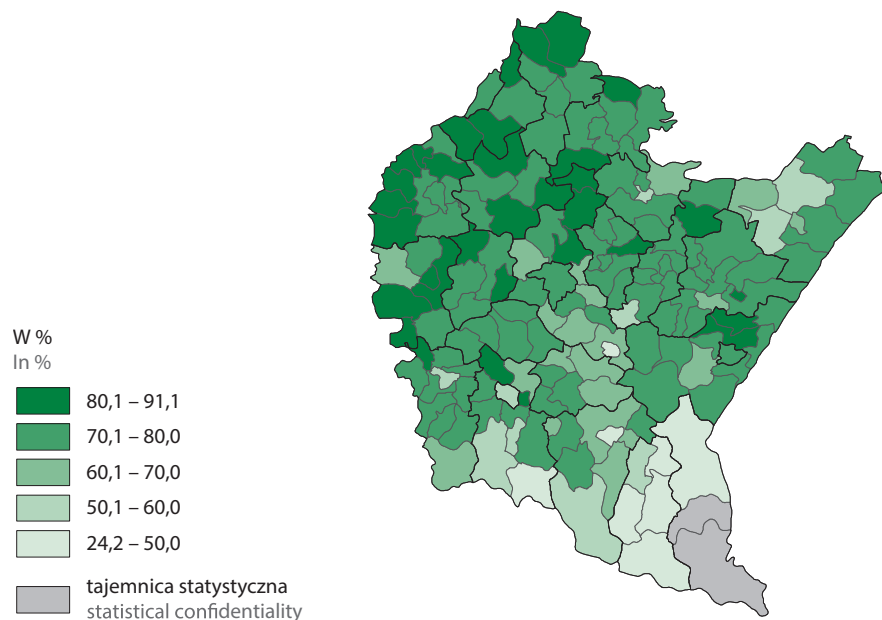 W %
In %
80,1 – 91,1
70,1 – 80,0
60,1 – 70,0
50,1 – 60,0
24,2 – 50,0
tajemnica statystyczna
statistical confidentiality